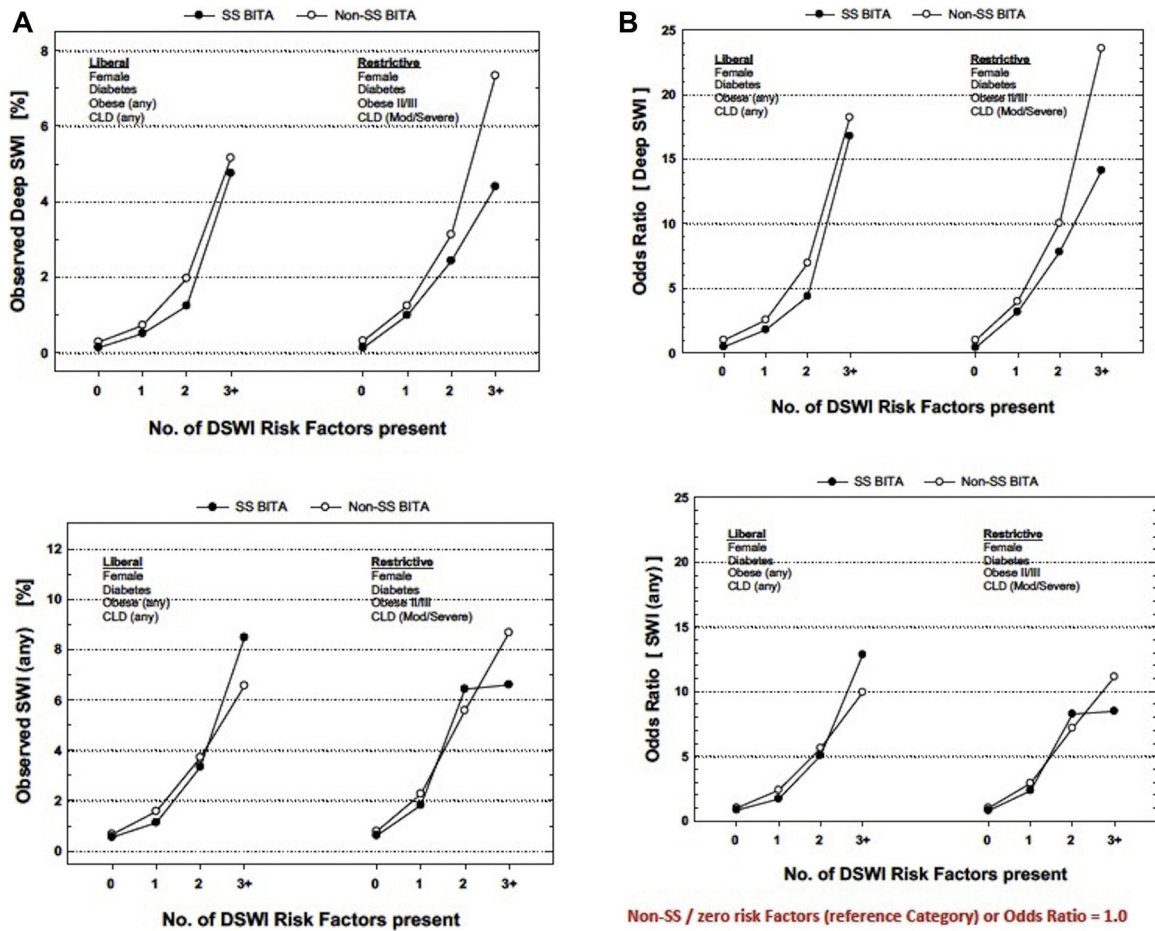 A
SS BITA Non-SS BITA
Observed Deep SWI [%]
8
6
4
2
0
Liberal
Female
Diabetes
Obese (any)
CLD (any)
Restrictive
Female
Diabetes
Obese II/III
CLD (Mod/Severe)
0 1 2 3+ 0 1 2 3+
No. of DSWI Risk Factors present
B
SS BITA Non-SS BITA
Odds Ratio [ Deep SWI ]
25
20
15
10
5
0
Liberal
Female
Diabetes
Obese (any)
CLD (any)
Restrictive
Female
Diabetes
Obese II/III
CLD (Mod/Severe)
0 1 2 3+ 0 1 2 3+
No. of DSWI Risk Factors present
SS BITA Non-SS BITA
Observed SWI (any) [%]
12
10
8
6
4
2
0
Liberal
Female
Diabetes
Obese (any)
CLD (any)
Restrictive
Female
Diabetes
Obese II/III
CLD (Mod/Severe)
0 1 2 3+ 0 1 2 3+
No. of DSWI Risk Factors present
SS BITA Non-SS BITA
Odds Ratio [ SWI (any) ]
25
20
15
10
5
0
Liberal
Female
Diabetes
Obese (any)
CLD (any)
Restrictive
Female
Diabetes
Obese II/III
CLD (Mod/Severe)
0 1 2 3+ 0 1 2 3+
No. of DSWI Risk Factors present
Non-SS / zero risk Factors (reference Category) or Odds Ratio = 1.0